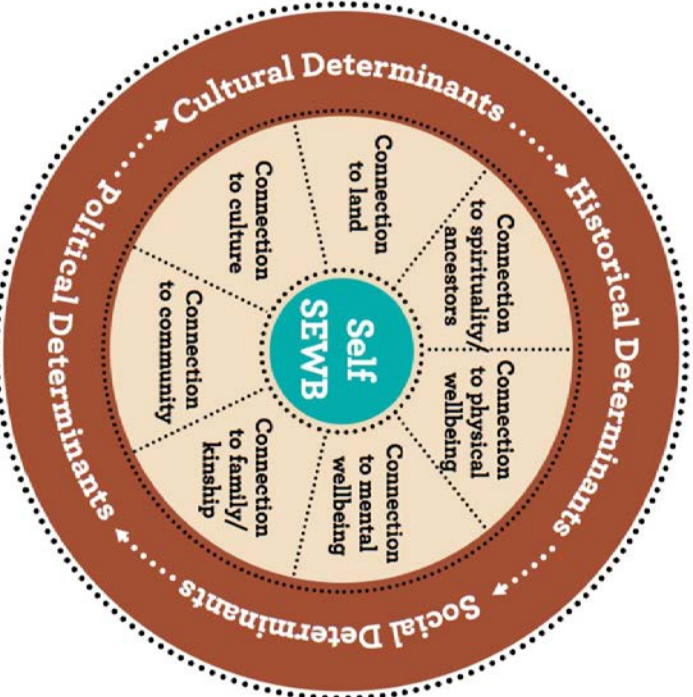 Cultural Determinants
Historical Determinants
Social Determinants
Political Determinants
Connection
to spirituality/
ancestors
Connection
to physical
wellbeing
Connection
to mental
wellbeing
Connection
to family/
kinship
Connection
to community
Connection
to culture
Connection
to land
Self
SEWB